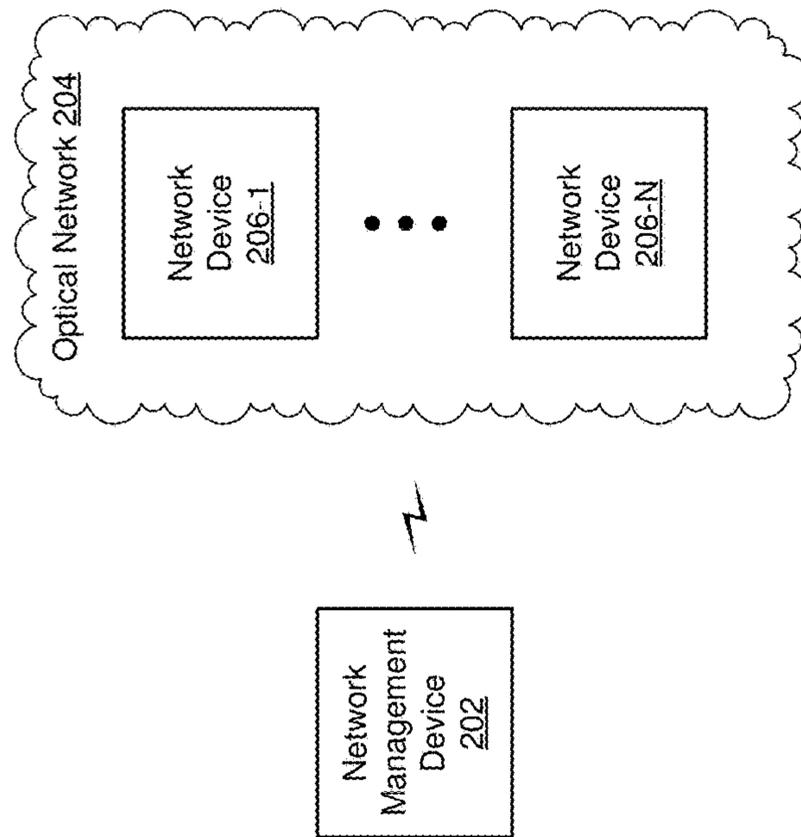 Network
Management
Device
202
Optical Network 204
Network
Device
206-1
Network
Device
206-N